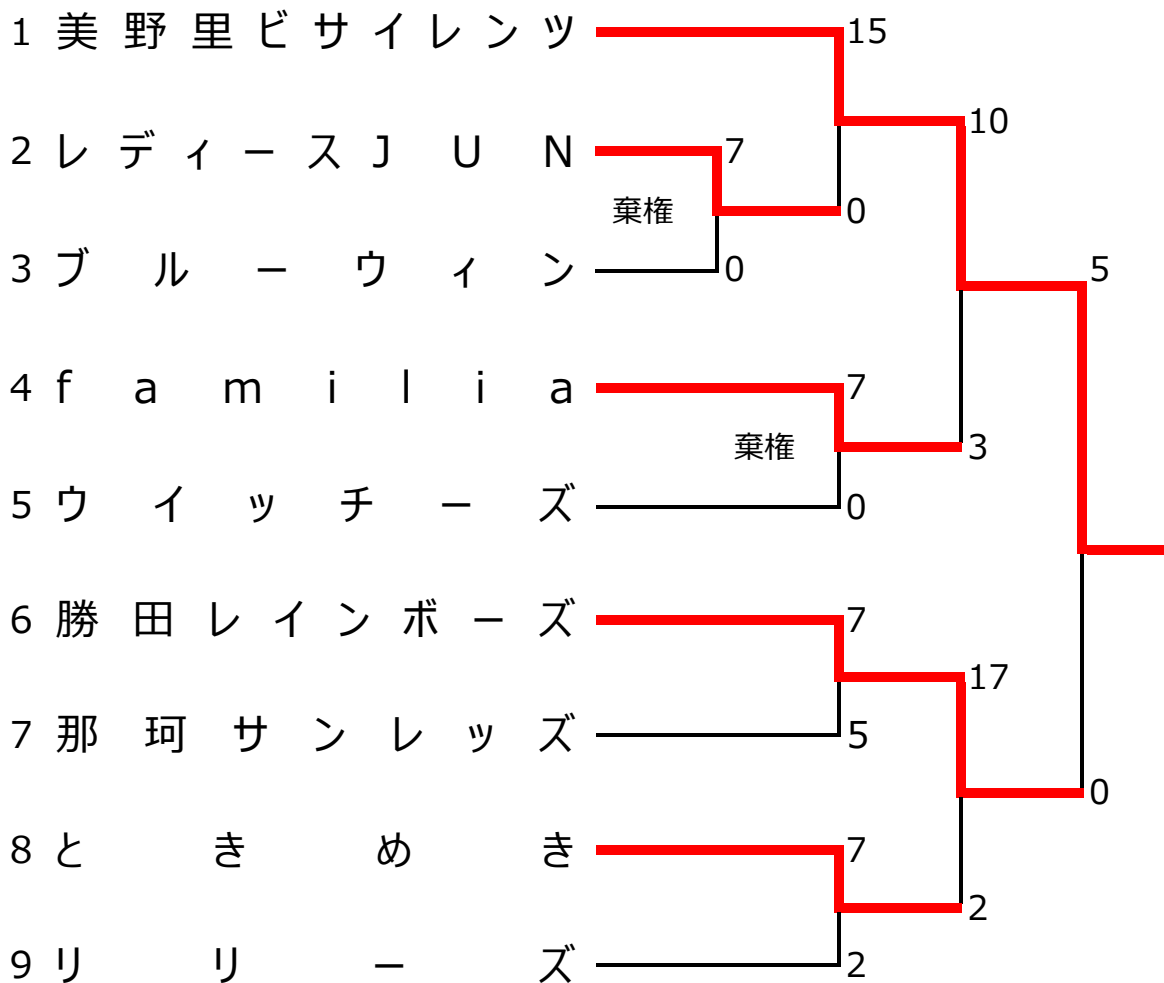 1 美野里ビサイレンツ
15
10
2 レディースJUN
7
棄権
0
3 ブルーウィン
0
5
4 familia
7
棄権
3
5 ウイッチーズ
0
6 勝田レインボーズ
7
17
7 那珂サンレッズ
5
0
8 ときめき
7
2
9 リリーズ
2